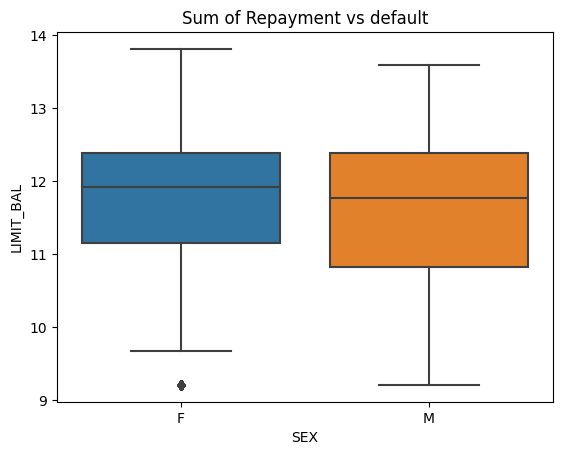 Sum of Repayment vs default
14
13
12
11
10
9
LIMIT_BAL
F
M
SEX